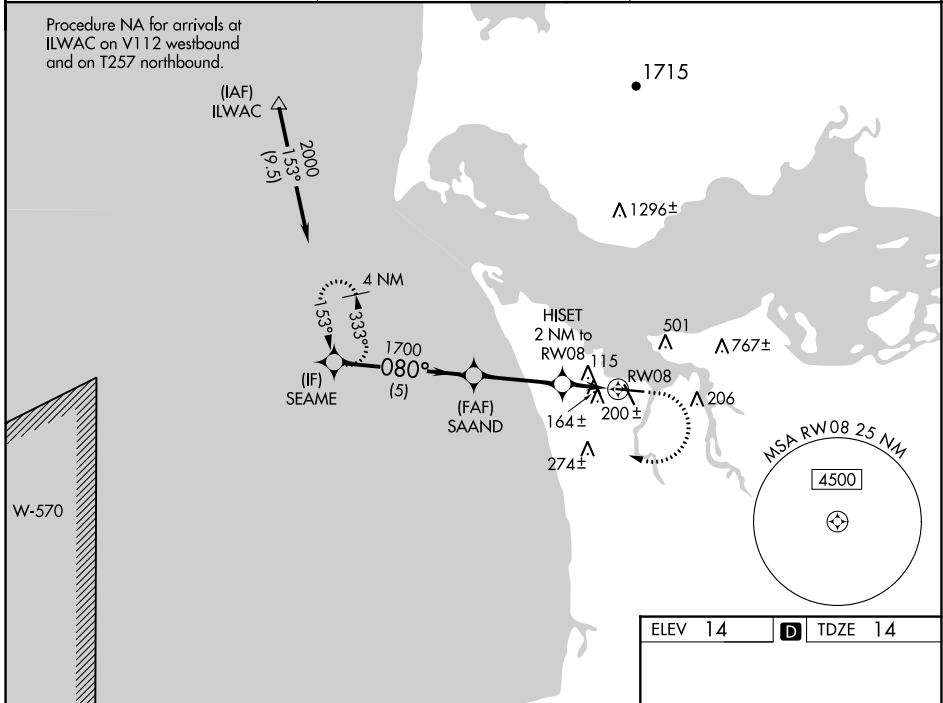 Procedure NA for arrivals at
ILWAC on V112 westbound
and on T257 northbound.
1715
(IAF)
ILWAC
2000
153°
(9.5)
1296±
4 NM
153°
333°
HISET
2 NM to
RW08
115
501
767±
1700
080°
(5)
(IF)
SEAME
(FAF)
SAAND
RW08
164±
200±
206
274±
MSA RW08 25 NM
4500
W-570
ELEV 14
D
TDZE 14